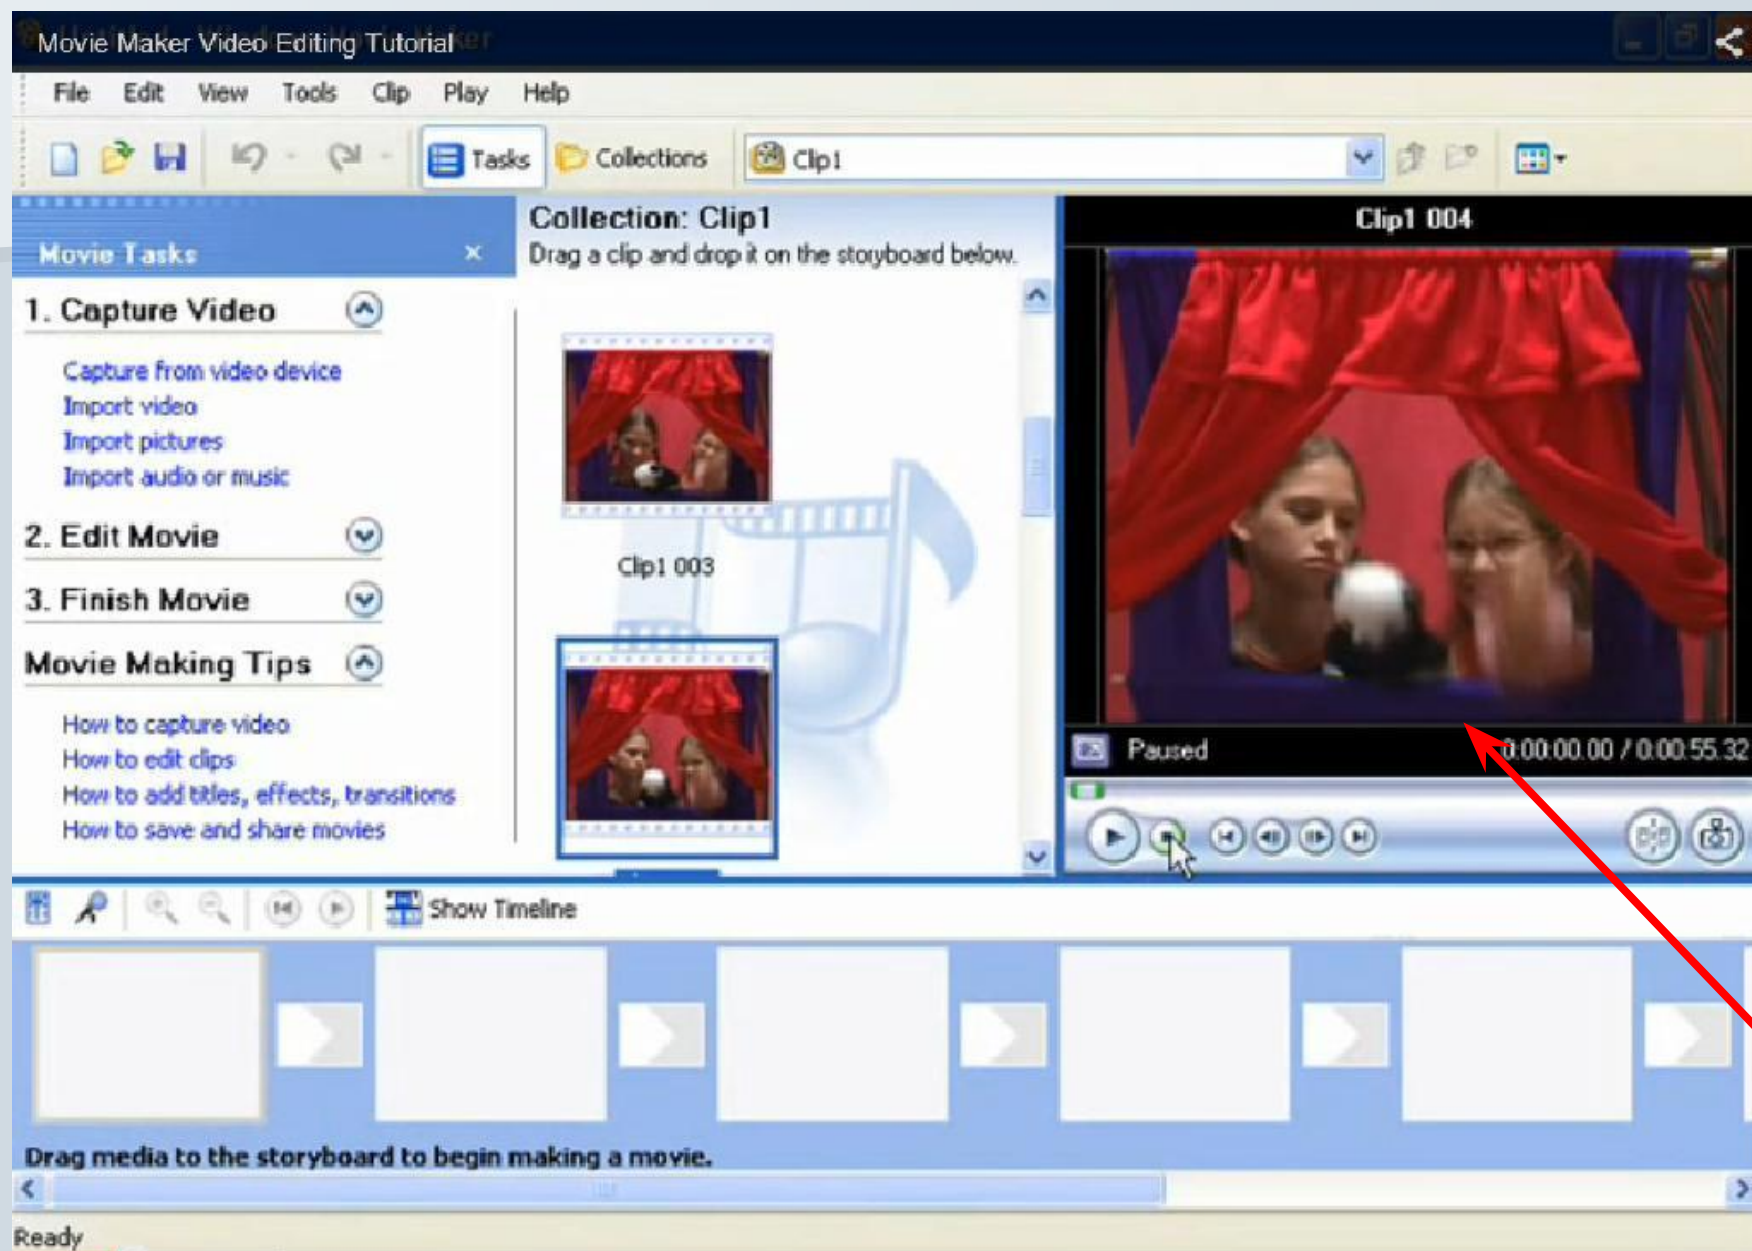 Movie Maker Video Editing Tutorial
File Edit View Tools Clip Play Help
Tasks Collections Clip1
Movie Tasks
1. Capture Video
Capture from video device
Import video
Import pictures
Import audio or music
2. Edit Movie
3. Finish Movie
Movie Making Tips
How to capture video
How to edit clips
How to add titles, effects, transitions
How to save and share movies
Collection: Clip1
Drag a clip and drop it on the storyboard below.
Clip1 003
Clip1 004
Paused 0:00:00.00 / 0:00:55.32
Show Timeline
Drag media to the storyboard to begin making a movie.
Ready